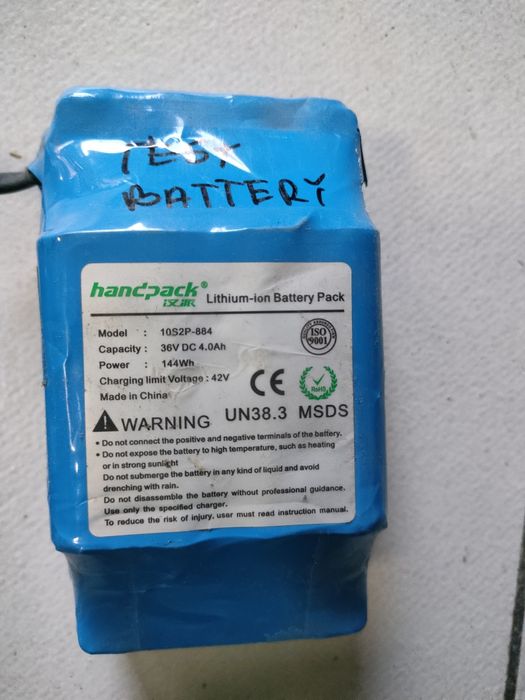 TEST
BATTERY
handpack®
汉派 Lithium-ion Battery Pack
Model : 10S2P-884
Capacity : 36V DC 4.0Ah
Power : 144Wh
Charging limit Voltage : 42V
Made in China
ISO
9001
CE
RoHS
WARNING UN38.3 MSDS
• Do not connect the positive and negative terminals of the battery.
• Do not expose the battery to high temperature, such as heating
or in strong sunlight
Do not submerge the battery in any kind of liquid and avoid
drenching with rain.
Do not disassemble the battery without professional guidance.
Use only the specified charger.
To reduce the risk of injury, user must read instruction manual.